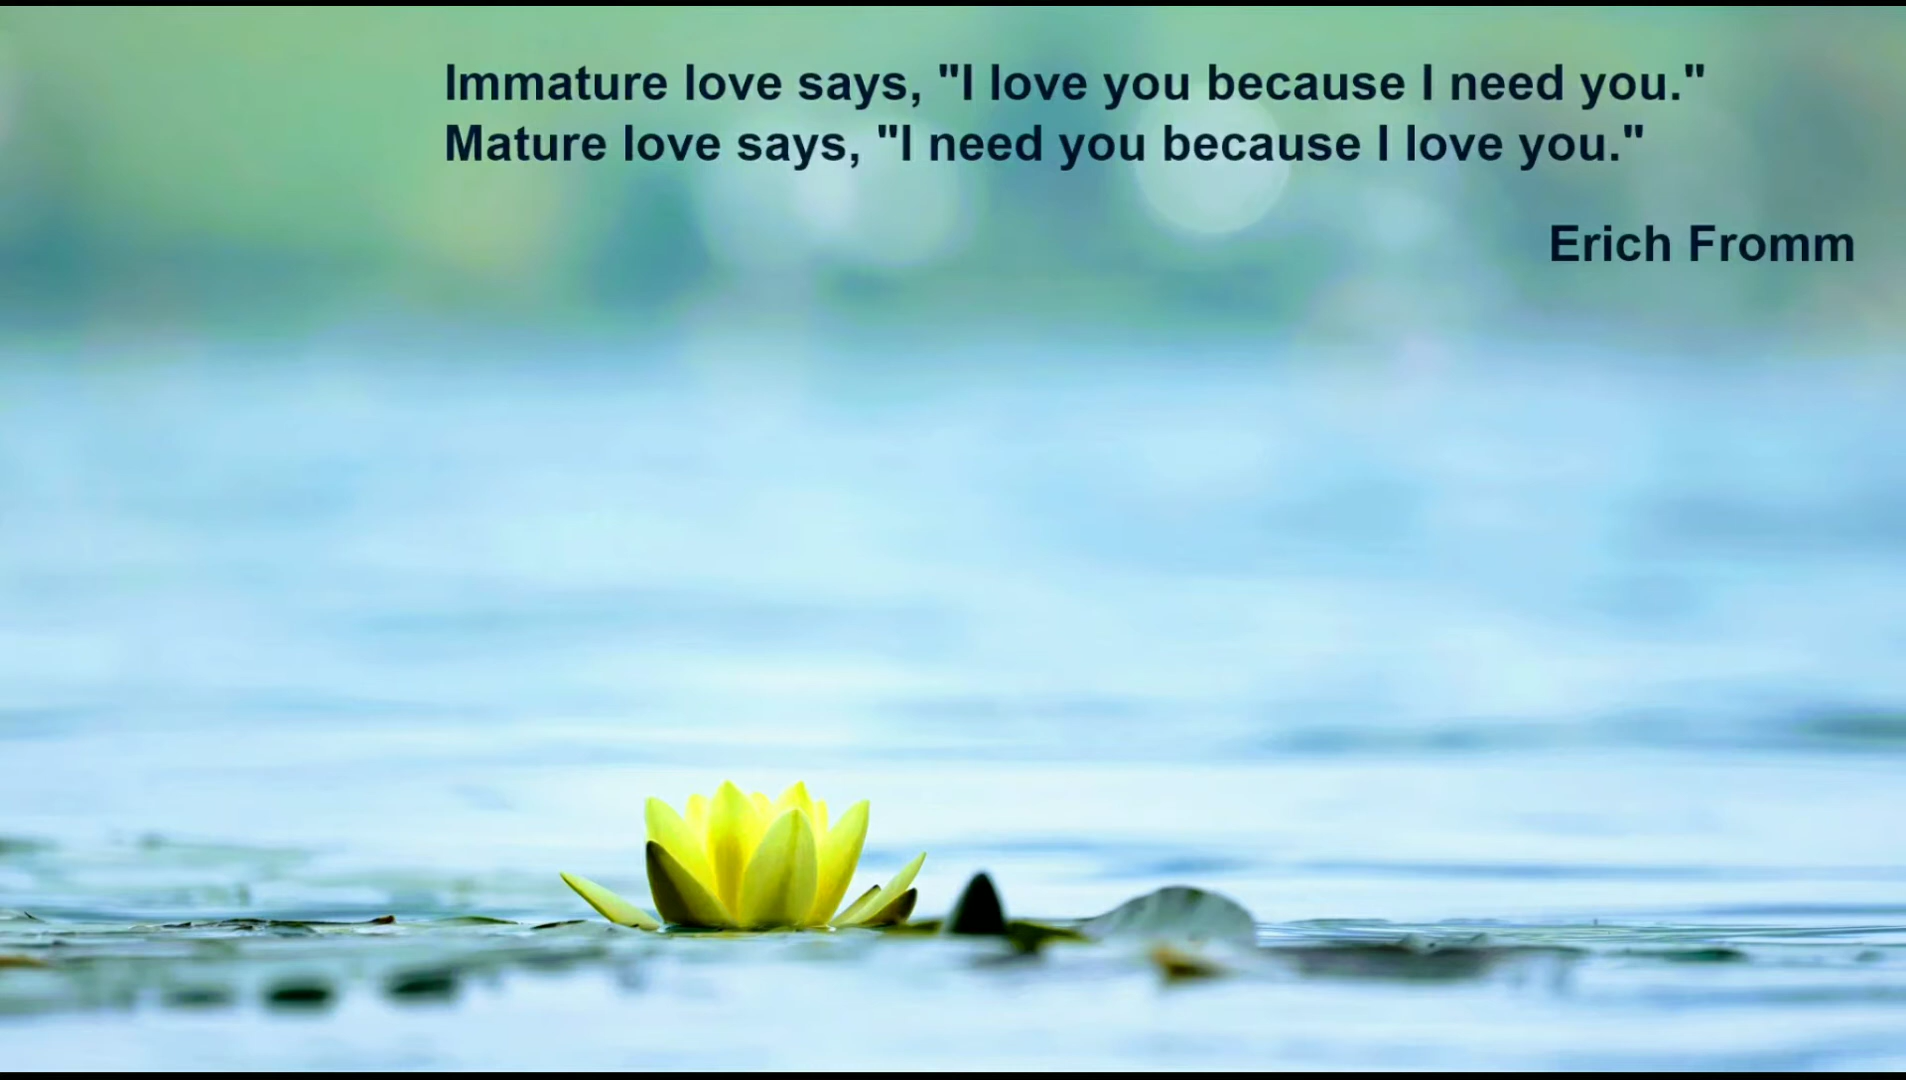 Immature love says, "I love you because I need you."
Mature love says, "I need you because I love you."
Erich Fromm